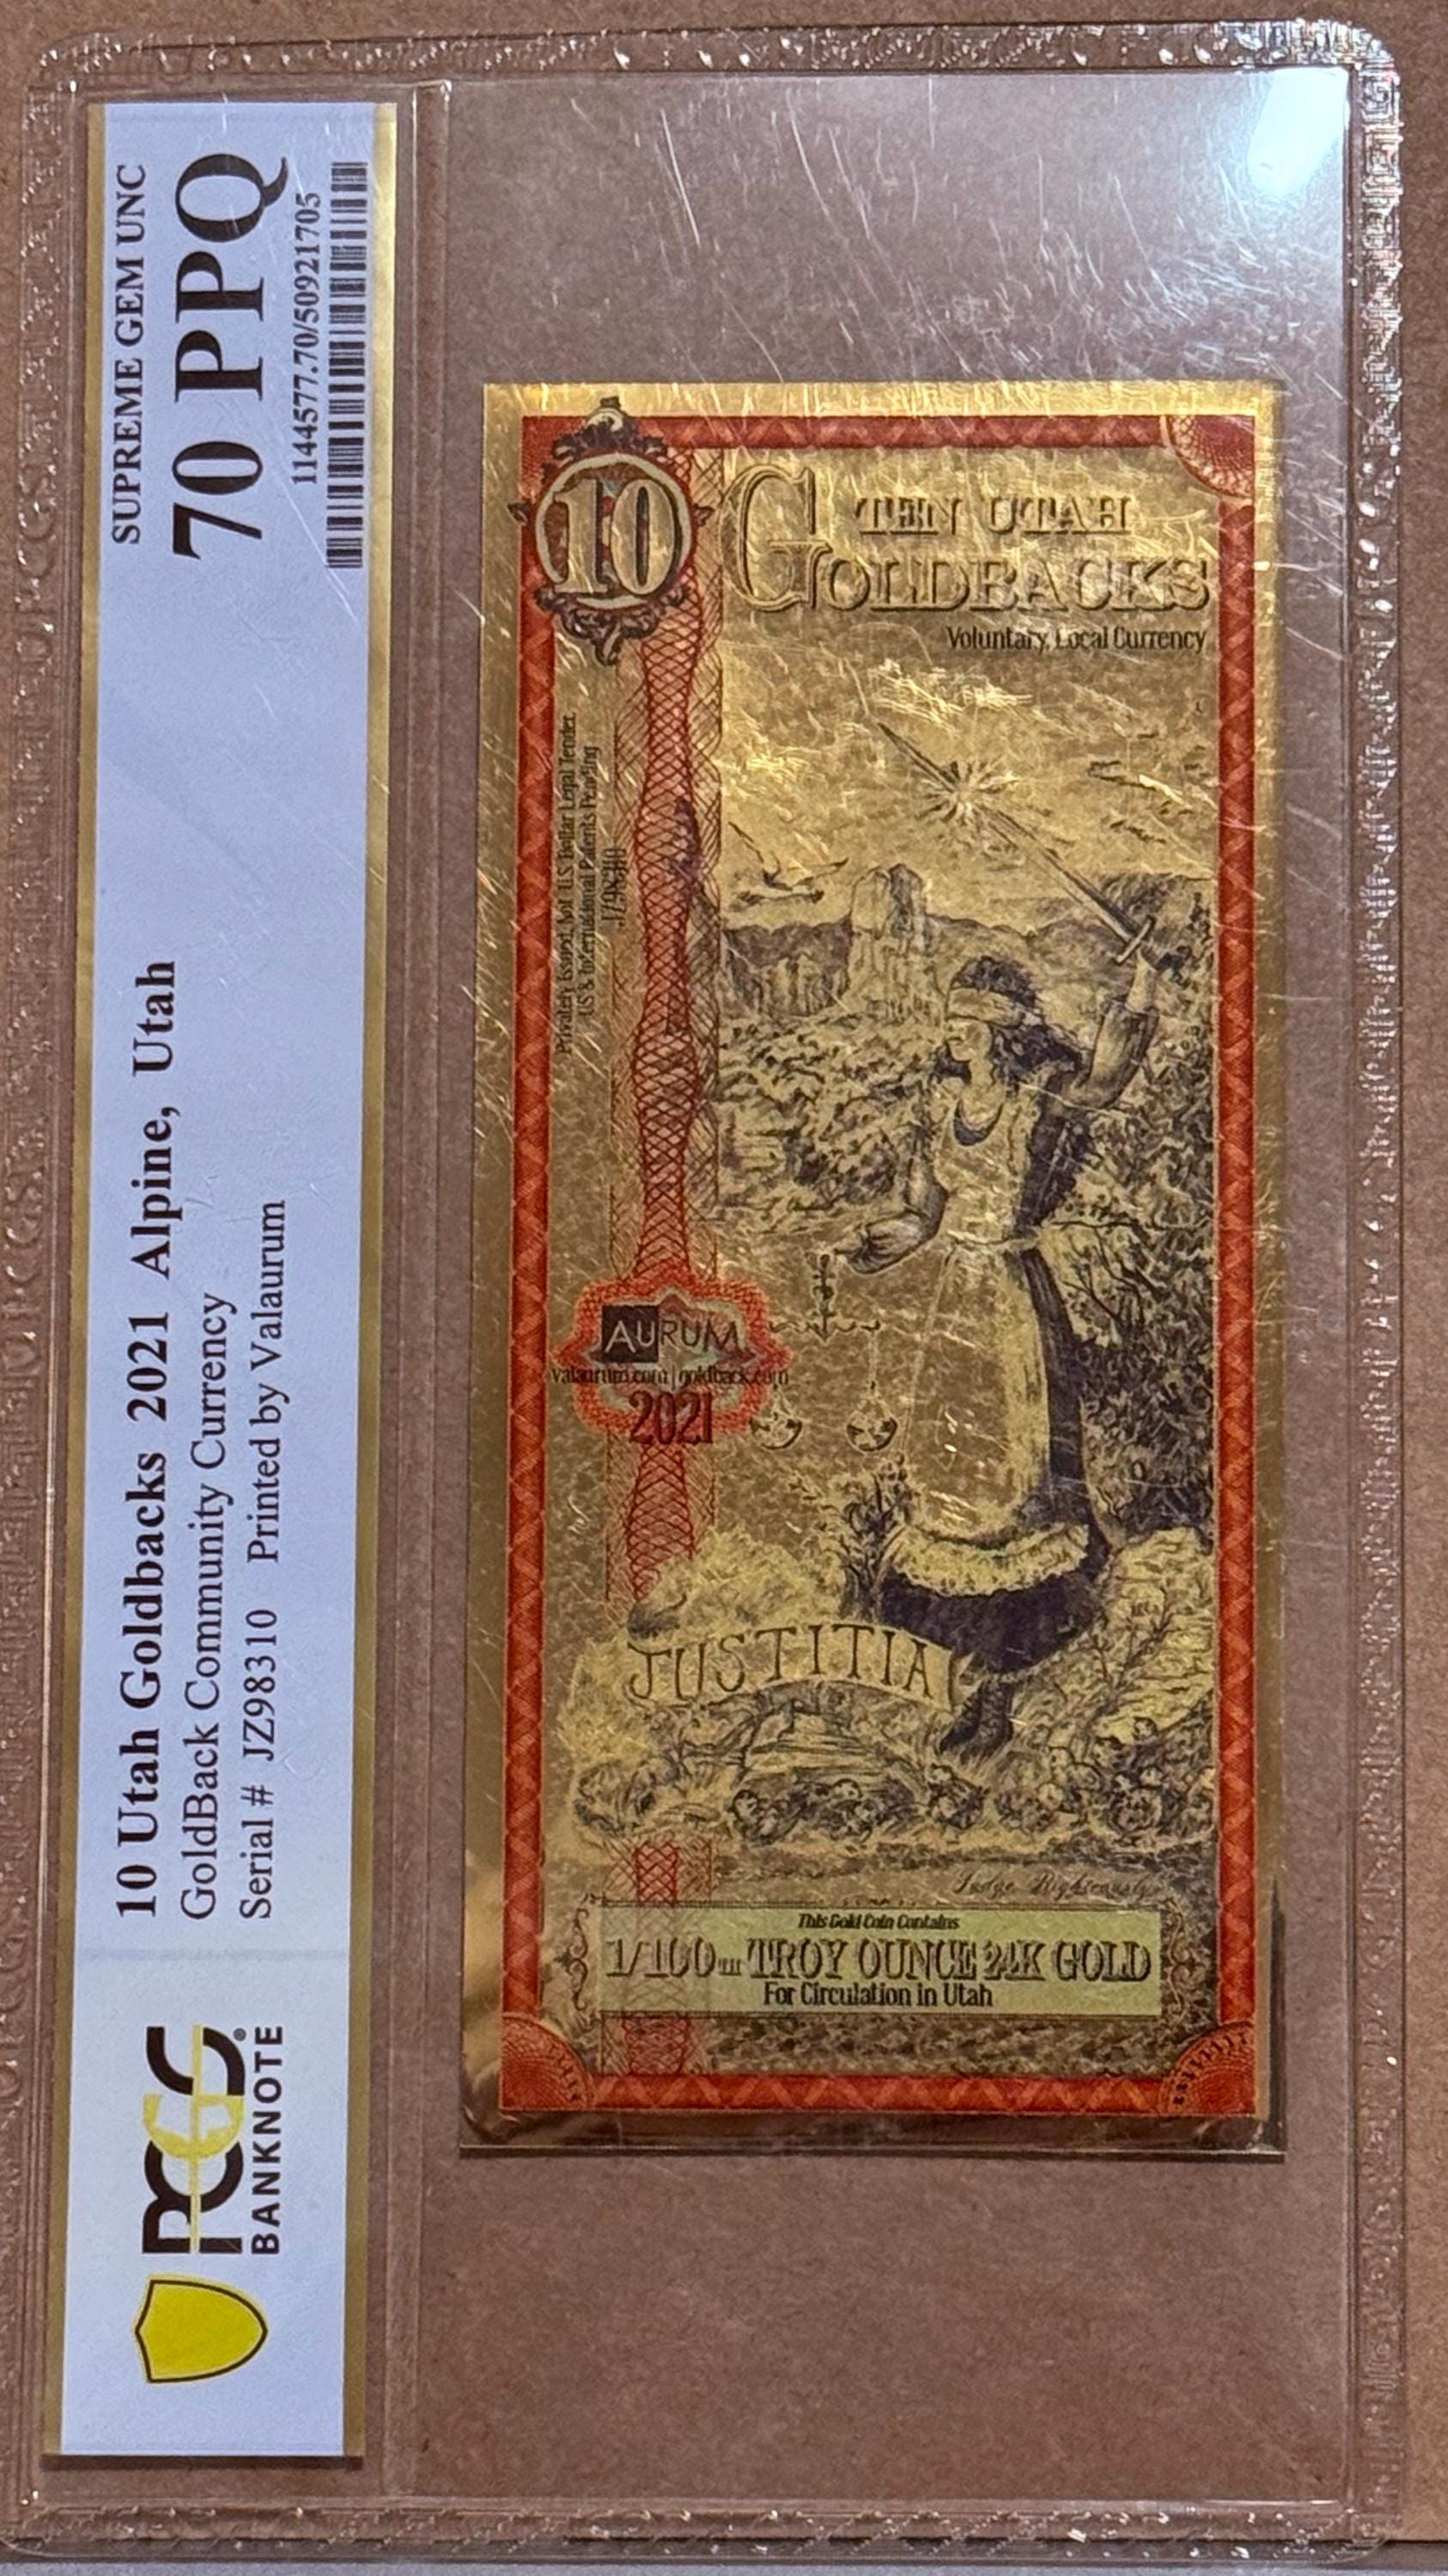 PCGS
BANKNOTE
10 Utah Goldbacks 2021 Alpine, Utah
GoldBack Community Currency
Serial # JZ98310 Printed by Valaurum
SUPREME GEM UNC
70 PPQ
1144577.70/50921705
10
TEN UTAH
GOLDBACKS
Voluntary, Local Currency
Privately Issued, Not U.S. Dollar Legal Tender.
US & International Patents Pending
JZ98310
AURUM
valaurum.com | goldback.com
2021
JUSTITIA
Judge Righteously
This Gold Coin Contains
1/100TH TROY OUNCE 24K GOLD
For Circulation in Utah